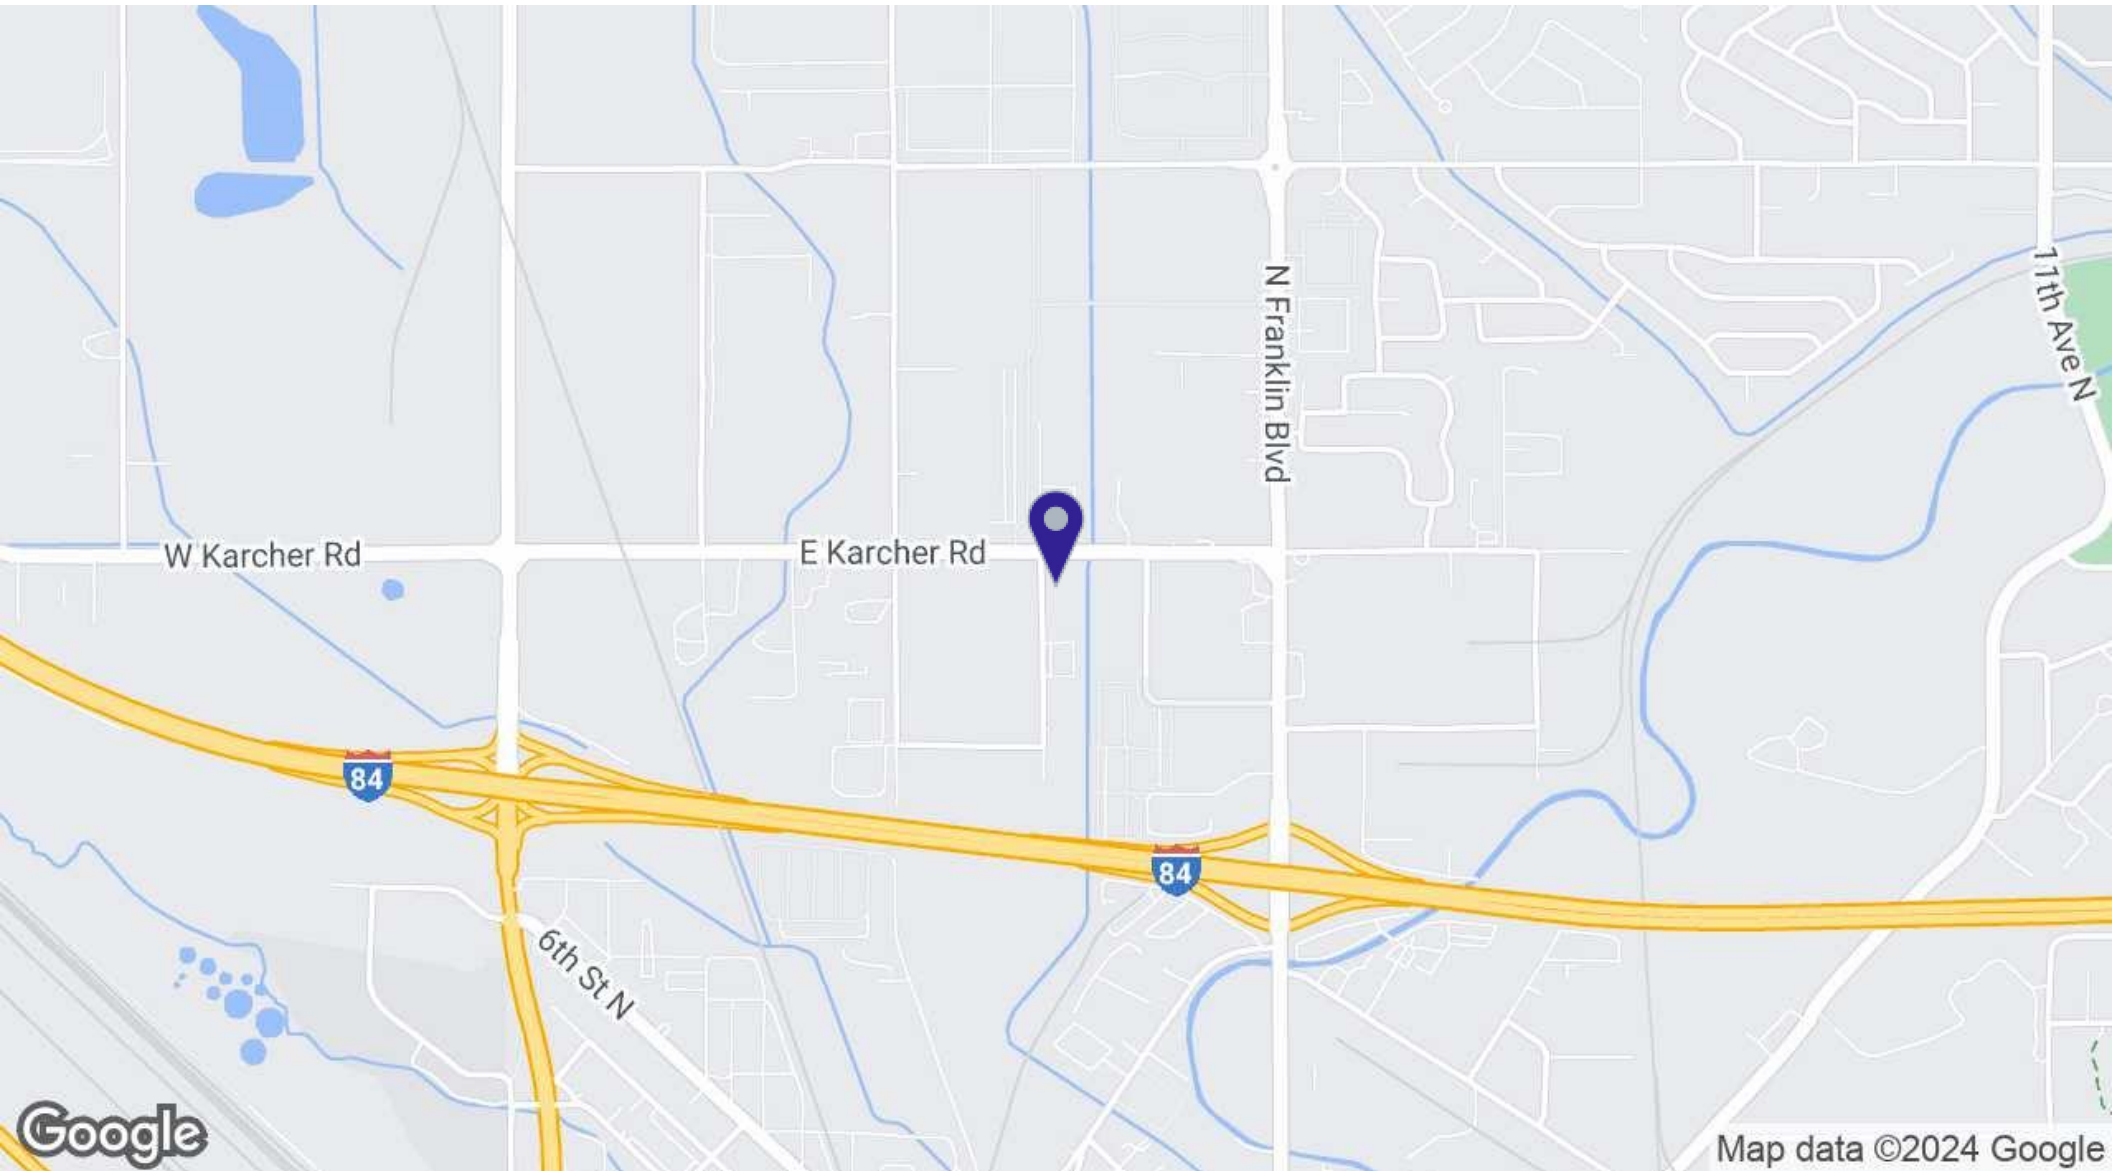 11th Ave N
N Franklin Blvd
W Karcher Rd
E Karcher Rd
84
84
6th St N
Google
Map data ©2024 Google